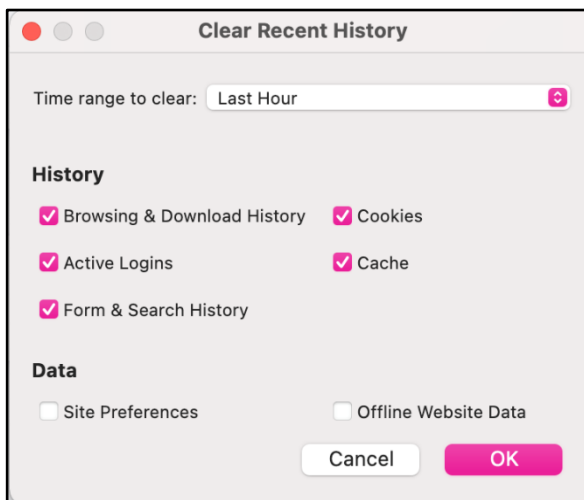 Clear Recent History
Time range to clear: Last Hour
History
Browsing & Download History Cookies
Active Logins Cache
Form & Search History
Data
Site Preferences Offline Website Data
Cancel OK